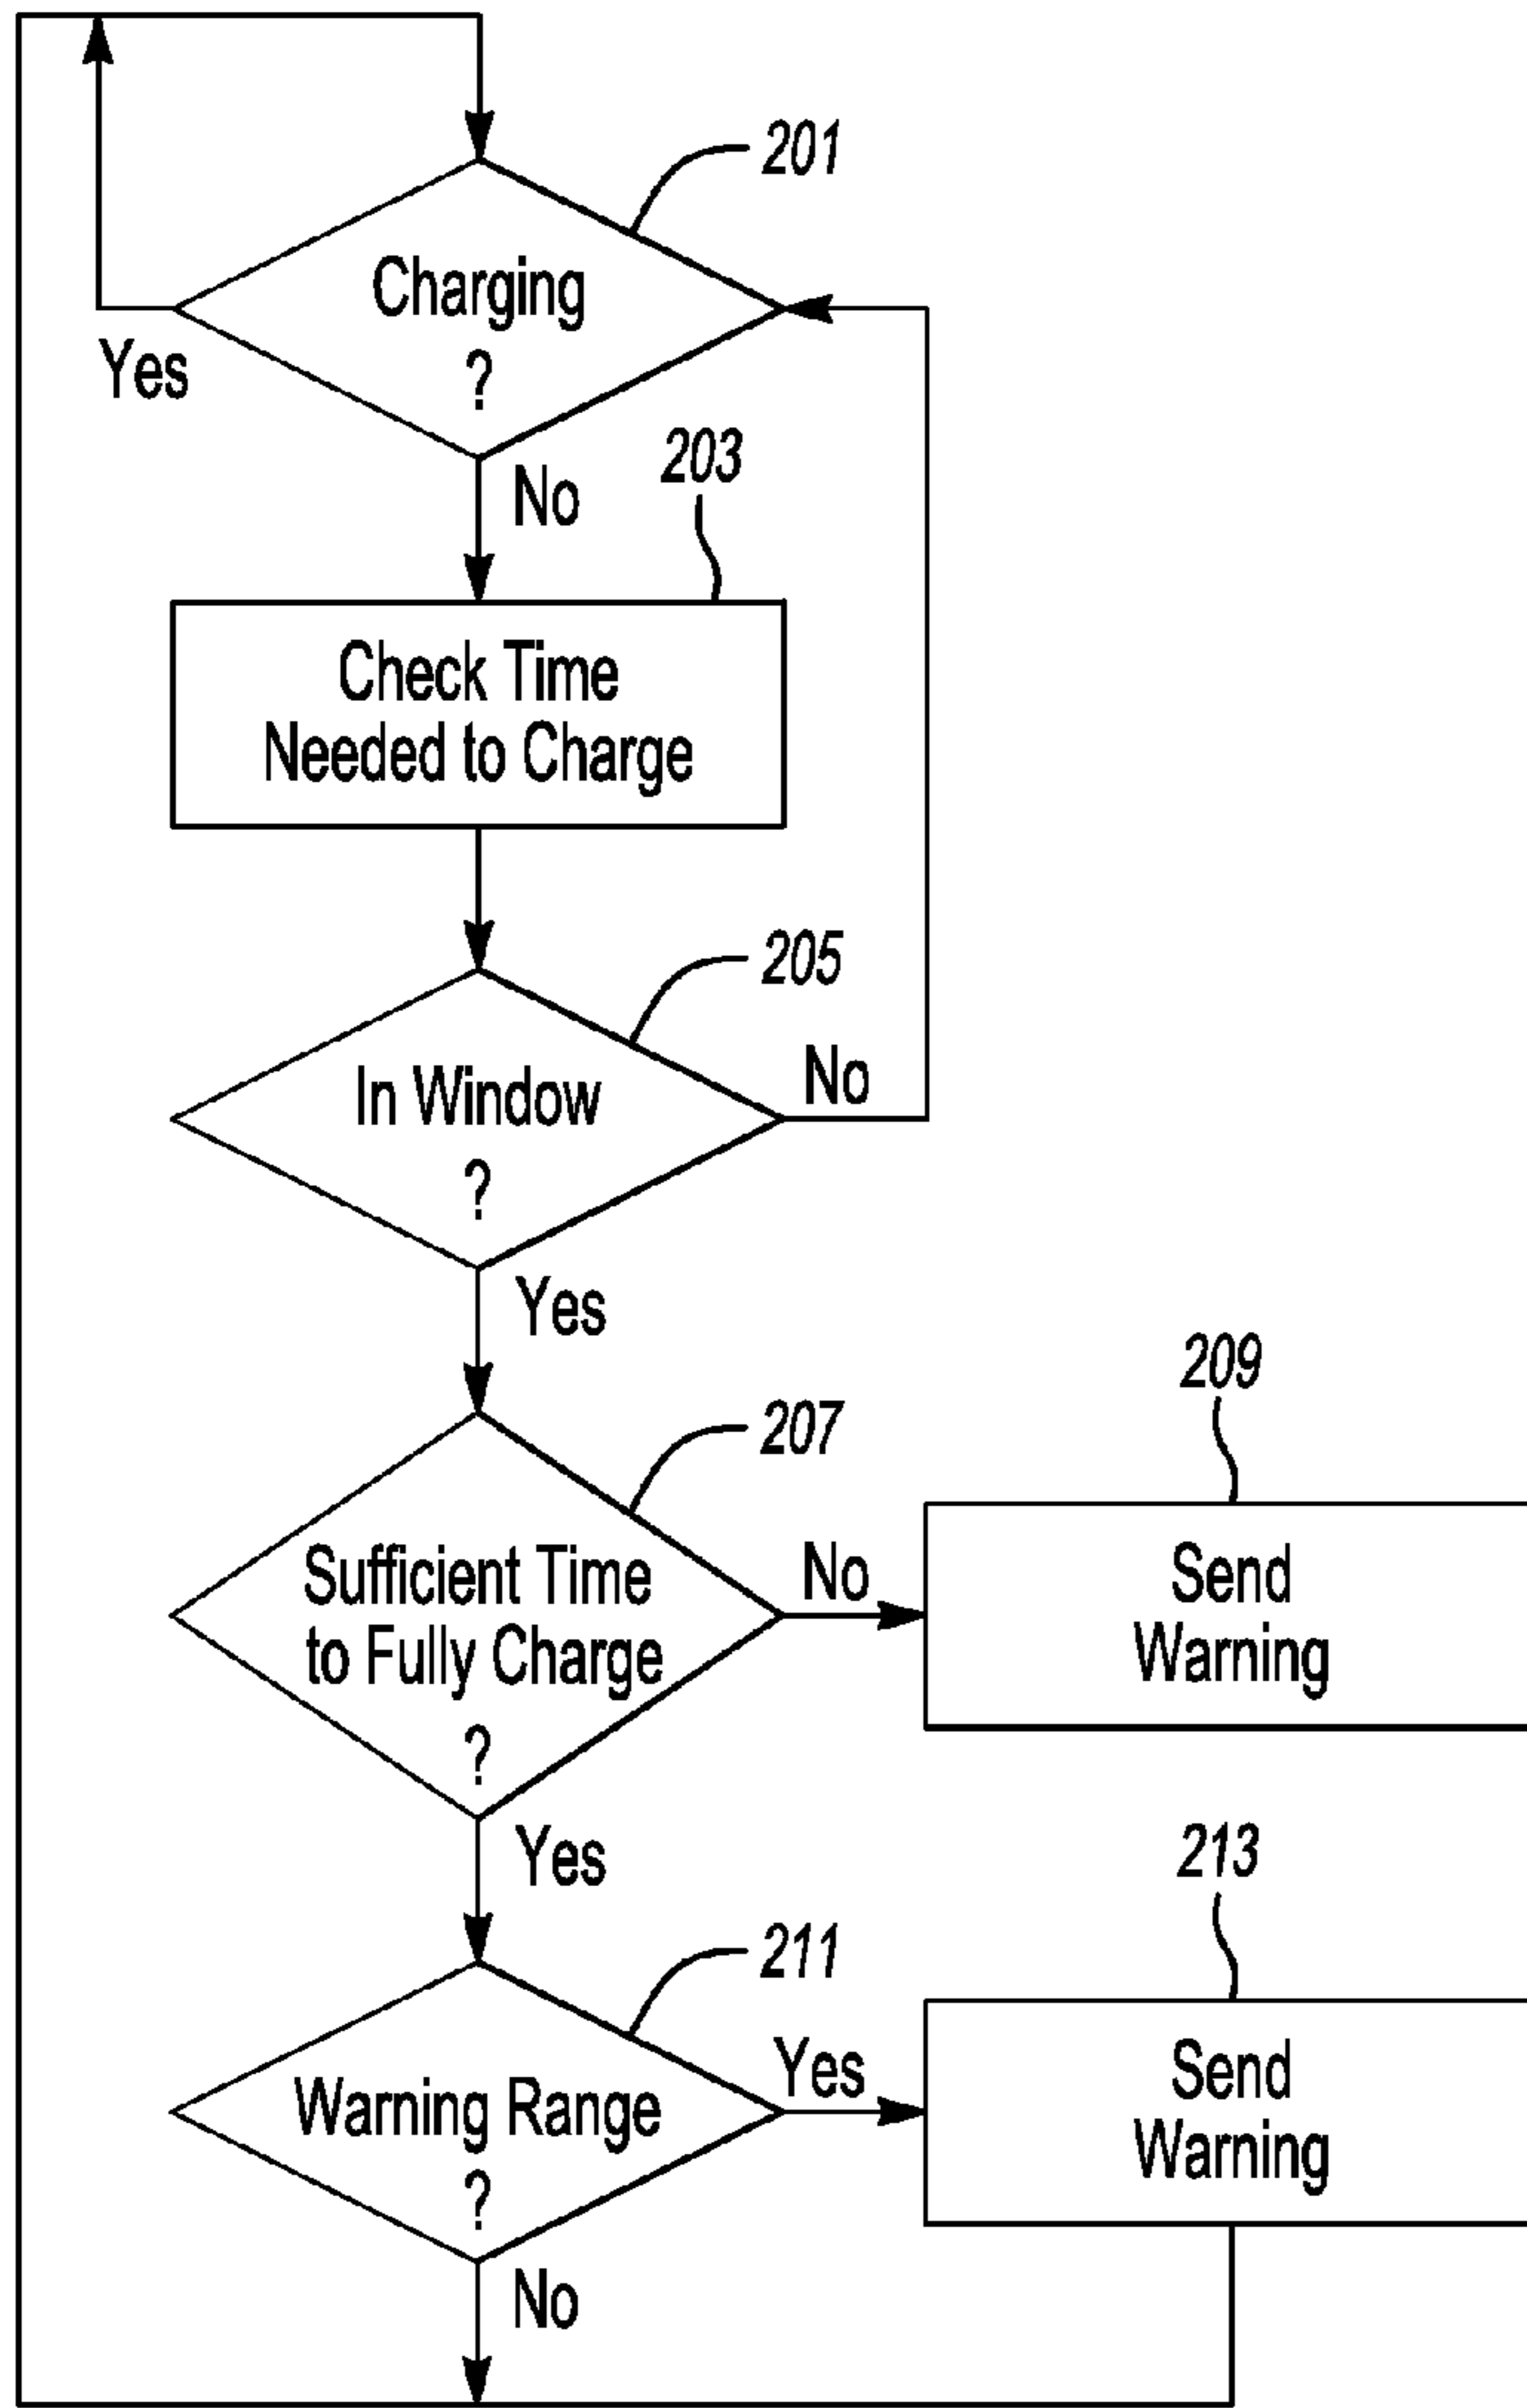 201
Charging
?
Yes
No
203
Check Time
Needed to Charge
205
In Window
?
No
Yes
207
Sufficient Time
to Fully Charge
?
No
209
Send
Warning
Yes
211
Warning Range
?
Yes
213
Send
Warning
No